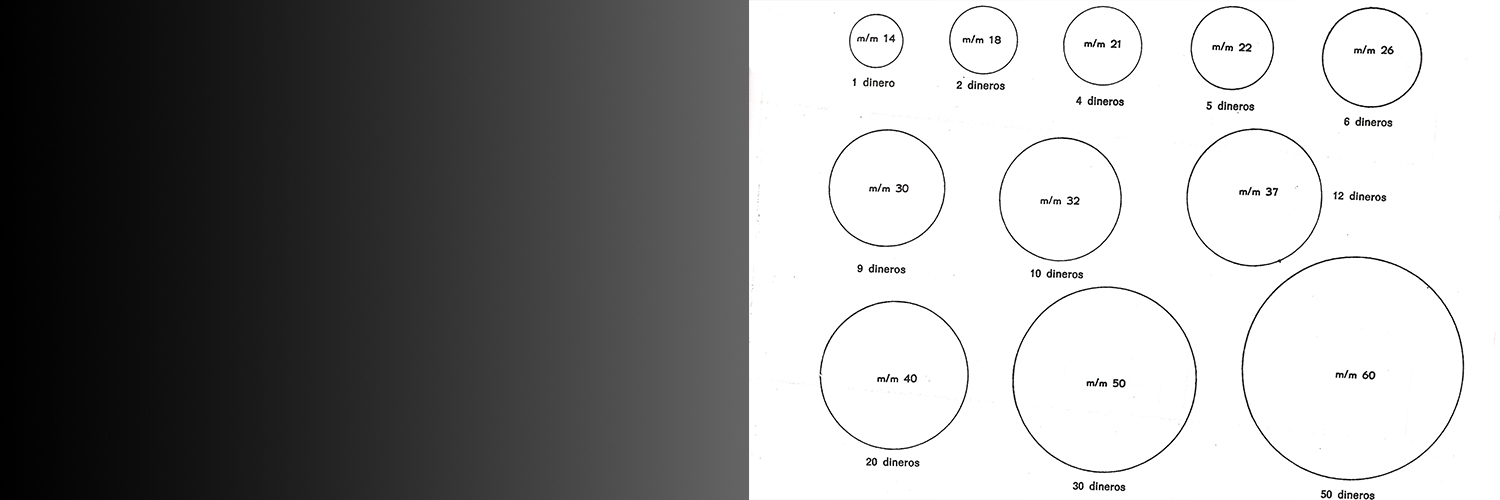 m/m 14
1 dinero
m/m 18
2 dineros
m/m 21
4 dineros
m/m 22
5 dineros
m/m 26
6 dineros
m/m 30
9 dineros
m/m 32
10 dineros
m/m 37
12 dineros
m/m 40
20 dineros
m/m 50
30 dineros
m/m 60
50 dineros